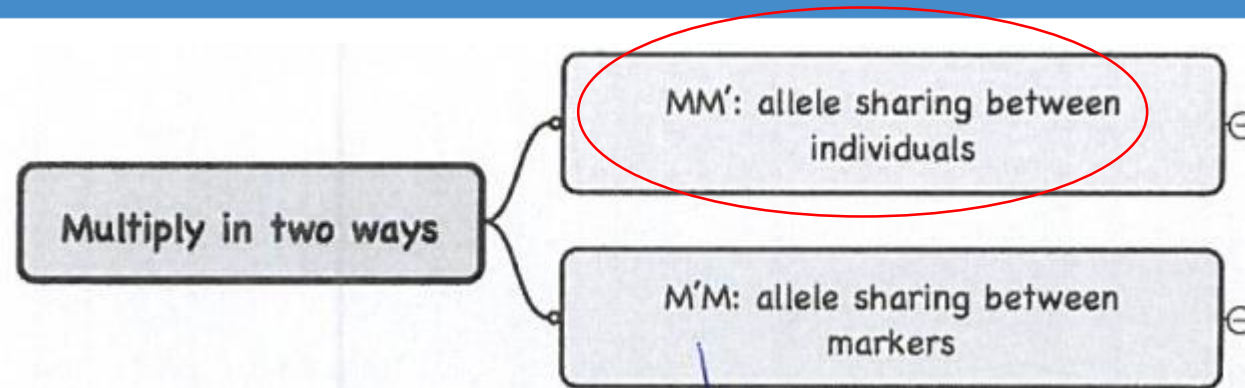 MM′: allele sharing between
individuals
Multiply in two ways
M′M: allele sharing between
markers